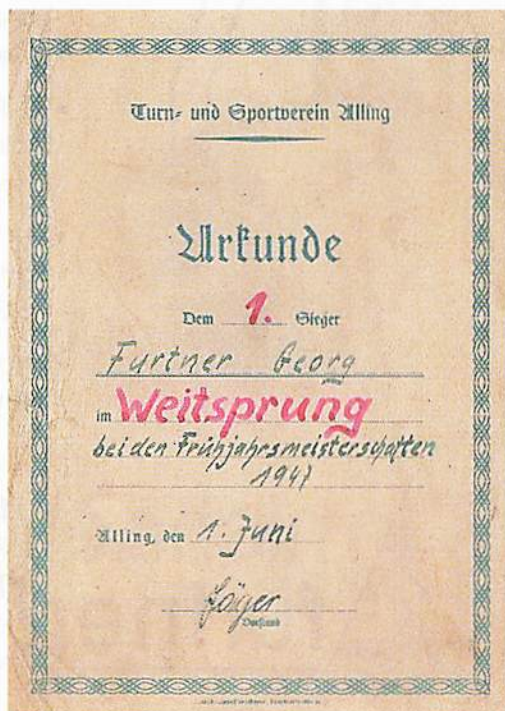 Turn- und Sportverein Alling
Urkunde
Dem 1. Sieger
Furtner Georg
im Weitsprung
bei den Frühjahrsmeisterschaften
1947
Alling, den 1. Juni
Vorstand